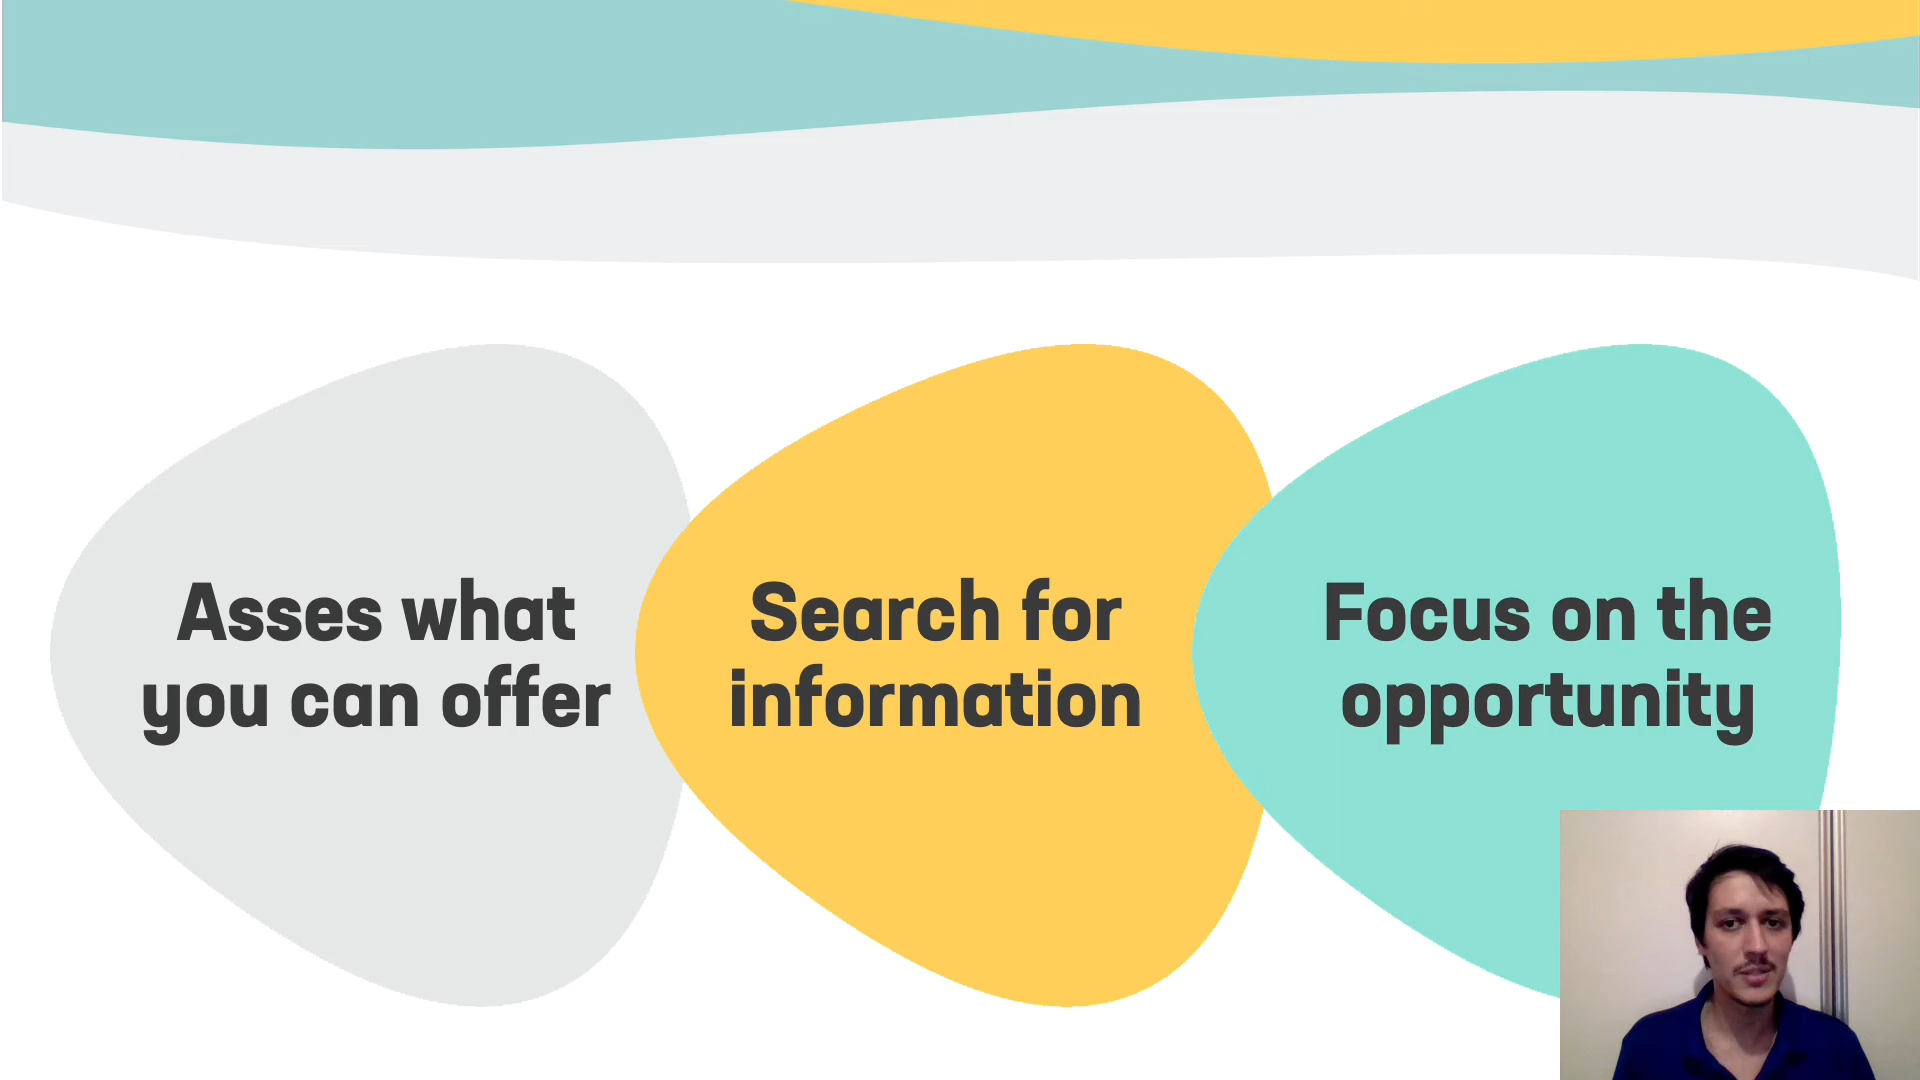 Asses what
you can offer
Search for
information
Focus on the
opportunity